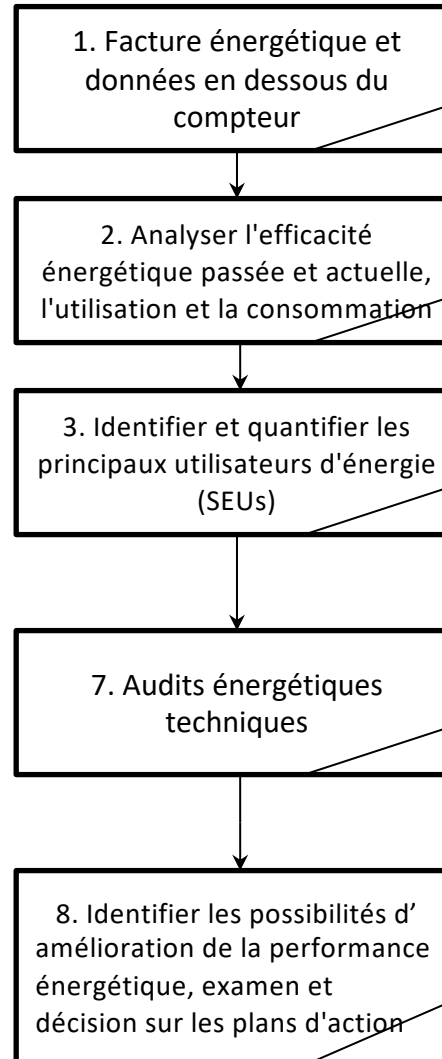 1. Facture énergétique et
données en dessous du
compteur
2. Analyser l'efficacité
énergétique passée et actuelle,
l'utilisation et la consommation
3. Identifier et quantifier les
principaux utilisateurs d'énergie
(SEUs)
7. Audits énergétiques
techniques
8. Identifier les possibilités d’
amélioration de la performance
énergétique, examen et
décision sur les plans d'action